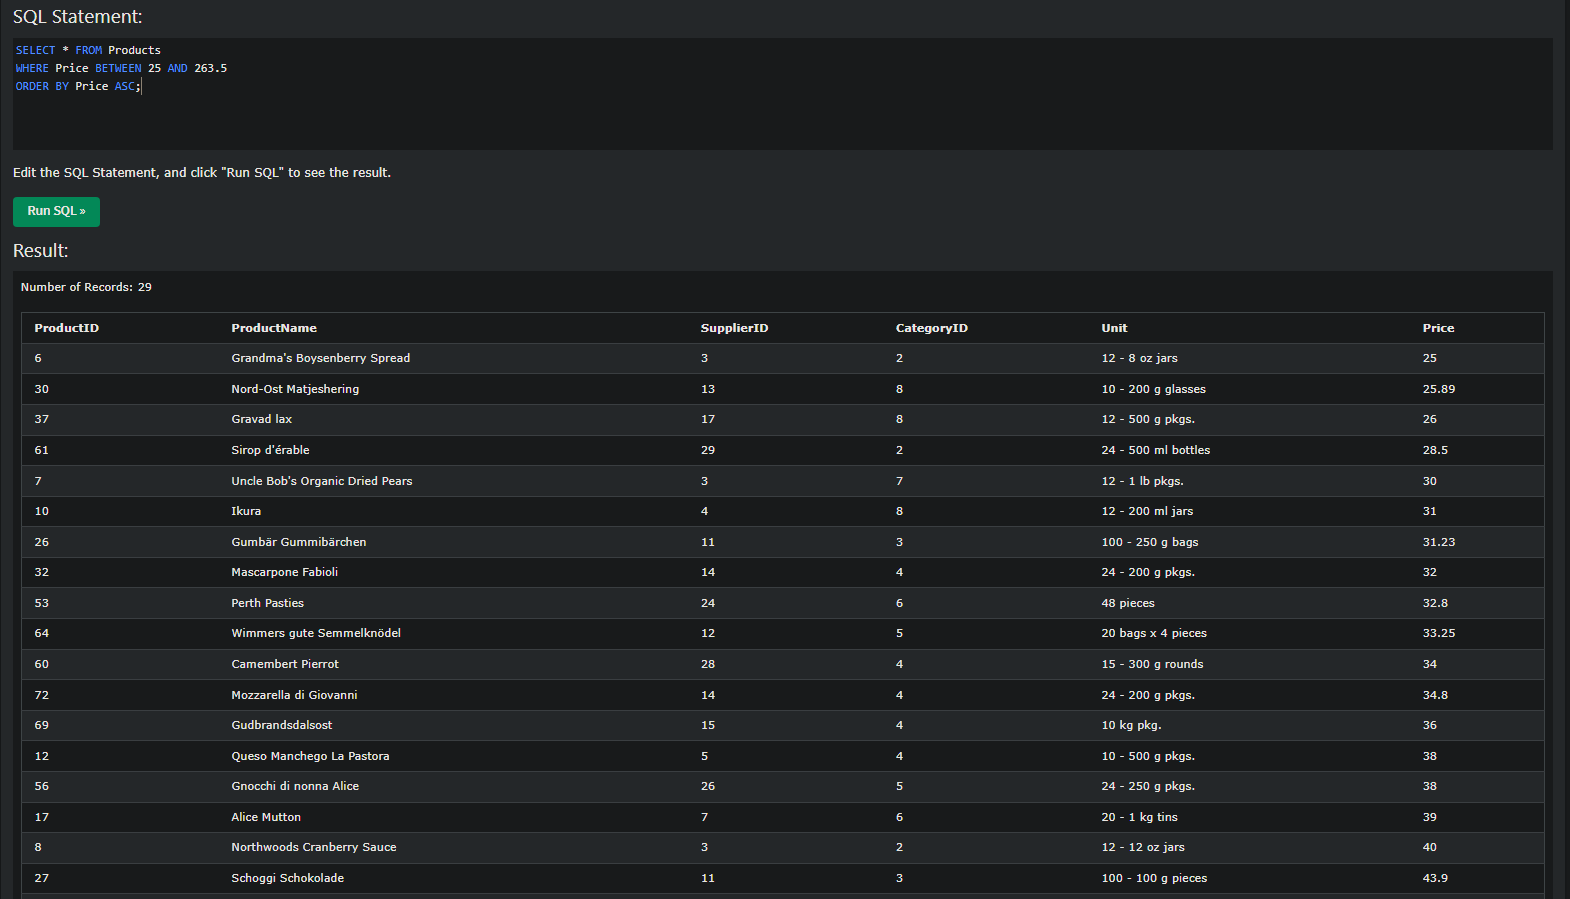 SQL Statement:
SELECT * FROM Products
WHERE Price BETWEEN 25 AND 263.5
ORDER BY Price ASC;
Edit the SQL Statement, and click "Run SQL" to see the result.
Run SQL »
Result:
Number of Records: 29
ProductID ProductName SupplierID CategoryID Unit Price
6 Grandma's Boysenberry Spread 3 2 12 - 8 oz jars 25
30 Nord-Ost Matjeshering 13 8 10 - 200 g glasses 25.89
37 Gravad lax 17 8 12 - 500 g pkgs. 26
61 Sirop d'érable 29 2 24 - 500 ml bottles 28.5
7 Uncle Bob's Organic Dried Pears 3 7 12 - 1 lb pkgs. 30
10 Ikura 4 8 12 - 200 ml jars 31
26 Gumbär Gummibärchen 11 3 100 - 250 g bags 31.23
32 Mascarpone Fabioli 14 4 24 - 200 g pkgs. 32
53 Perth Pasties 24 6 48 pieces 32.8
64 Wimmers gute Semmelknödel 12 5 20 bags x 4 pieces 33.25
60 Camembert Pierrot 28 4 15 - 300 g rounds 34
72 Mozzarella di Giovanni 14 4 24 - 200 g pkgs. 34.8
69 Gudbrandsdalsost 15 4 10 kg pkg. 36
12 Queso Manchego La Pastora 5 4 10 - 500 g pkgs. 38
56 Gnocchi di nonna Alice 26 5 24 - 250 g pkgs. 38
17 Alice Mutton 7 6 20 - 1 kg tins 39
8 Northwoods Cranberry Sauce 3 2 12 - 12 oz jars 40
27 Schoggi Schokolade 11 3 100 - 100 g pieces 43.9